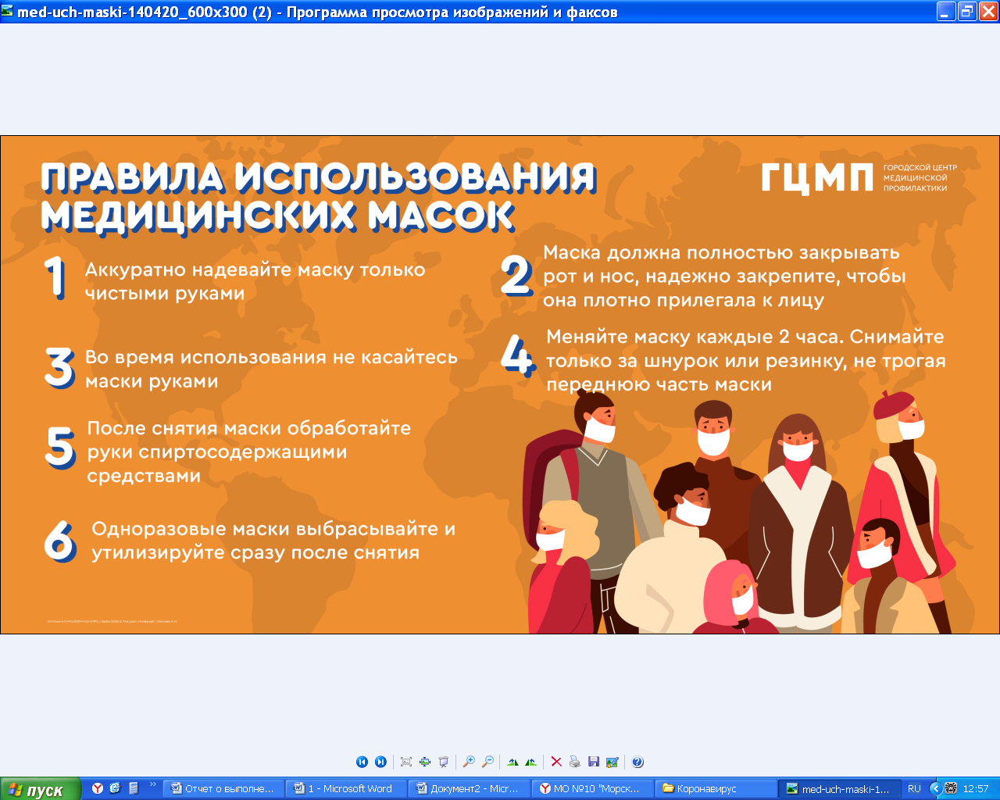 med-uch-maski-140420_600x300 (2) - Программа просмотра изображений и факсов
ПРАВИЛА ИСПОЛЬЗОВАНИЯ
МЕДИЦИНСКИХ МАСОК
ГЦМП
ГОРОДСКОЙ ЦЕНТР
МЕДИЦИНСКОЙ
ПРОФИЛАКТИКИ
1
Аккуратно надевайте маску только
чистыми руками
2
Маска должна полностью закрывать
рот и нос, надежно закрепите, чтобы
она плотно прилегала к лицу
3
Во время использования не касайтесь
маски руками
4
Меняйте маску каждые 2 часа. Снимайте
только за шнурок или резинку, не трогая
переднюю часть маски
5
После снятия маски обработайте
руки спиртосодержащими
средствами
6
Одноразовые маски выбрасывайте и
утилизируйте сразу после снятия
пуск
Отчет о выполне...
1 - Microsoft Word
Документ2 - Micr...
МО №10 "Морск...
Коронавирус
med-uch-maski-1...
RU
12:57